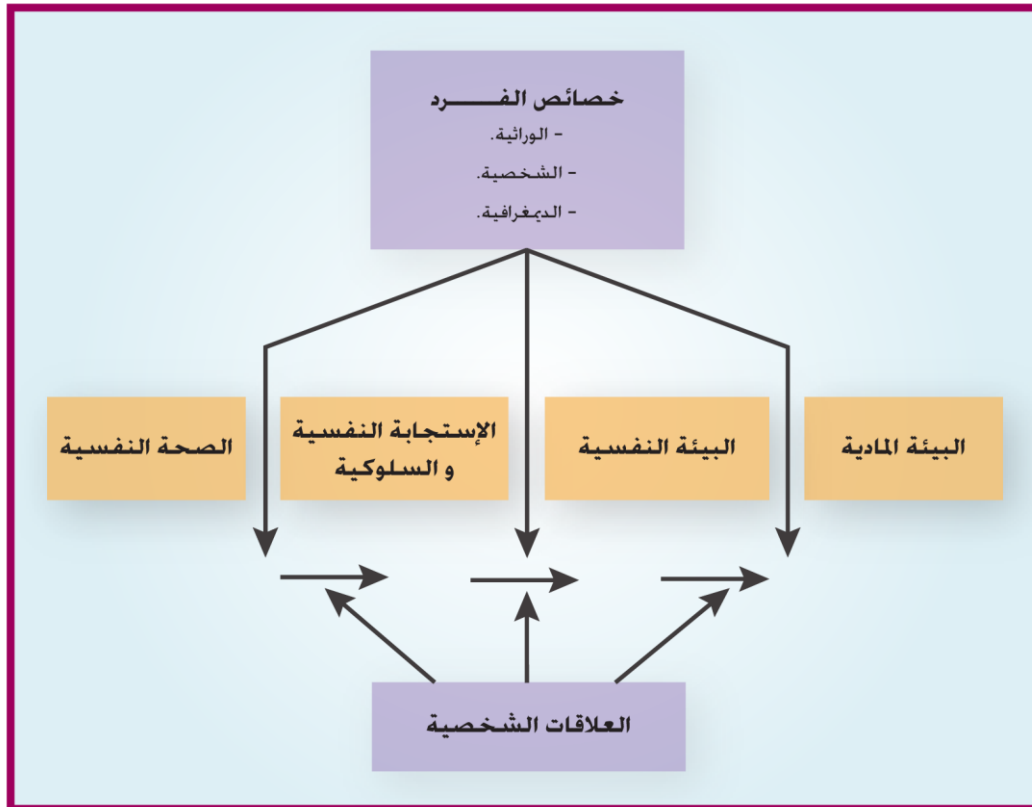 خصائص الفـــــرد
- الوراثية.
- الشخصية.
- الديمغرافية.
البيئة المادية
البيئة النفسية
الإستجابة النفسية
و السلوكية
الصحة النفسية
العلاقات الشخصية